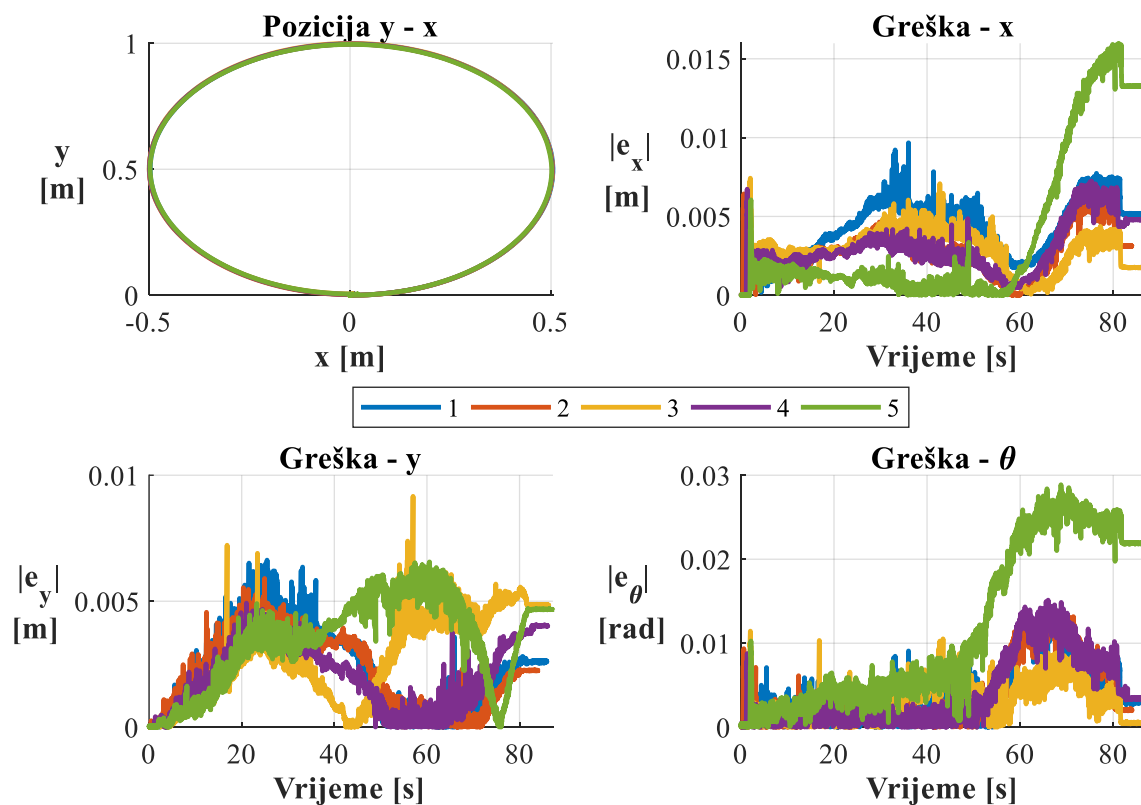 Pozicija y - x
1
y
[m]
0.5
0
-0.5
0
0.5
x [m]
Greška - x
0.015
0.01
|e_x|
[m]
0.005
0
0
20
40
60
80
Vrijeme [s]
1 2 3 4 5
Greška - y
0.01
|e_y|
0.005
[m]
0
0
20
40
60
80
Vrijeme [s]
Greška - θ
0.03
0.02
|e_θ|
[rad]
0.01
0
0
20
40
60
80
Vrijeme [s]